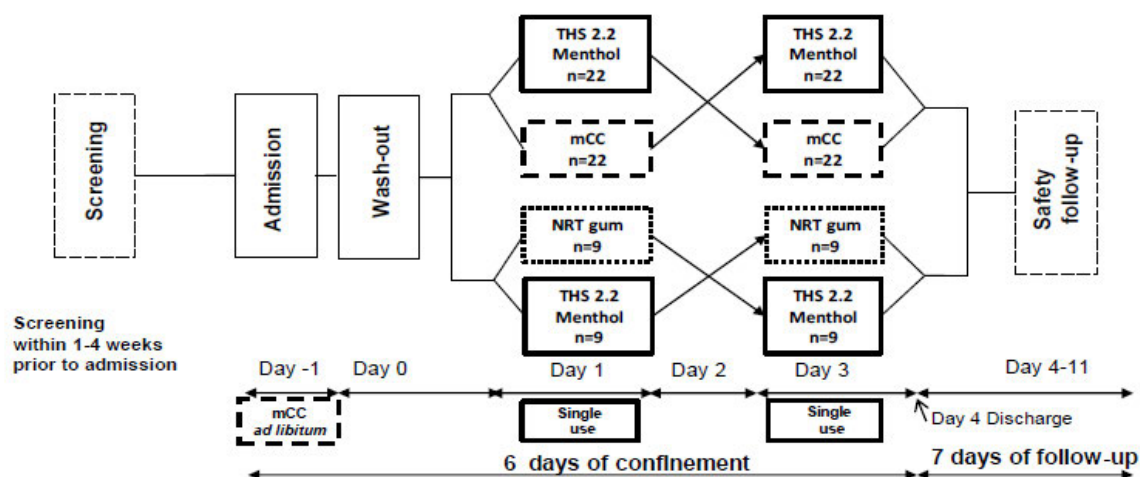 THS 2.2
Menthol
n=22
THS 2.2
Menthol
n=22
Screening
Admission
Wash-out
mCC
n=22
mCC
n=22
Safety
follow-up
NRT gum
n=9
NRT gum
n=9
THS 2.2
Menthol
n=9
THS 2.2
Menthol
n=9
Screening
within 1-4 weeks
prior to admission
Day -1
Day 0
Day 1
Day 2
Day 3
Day 4-11
mCC
ad libitum
Single
use
Single
use
Day 4 Discharge
6 days of confinement
7 days of follow-up